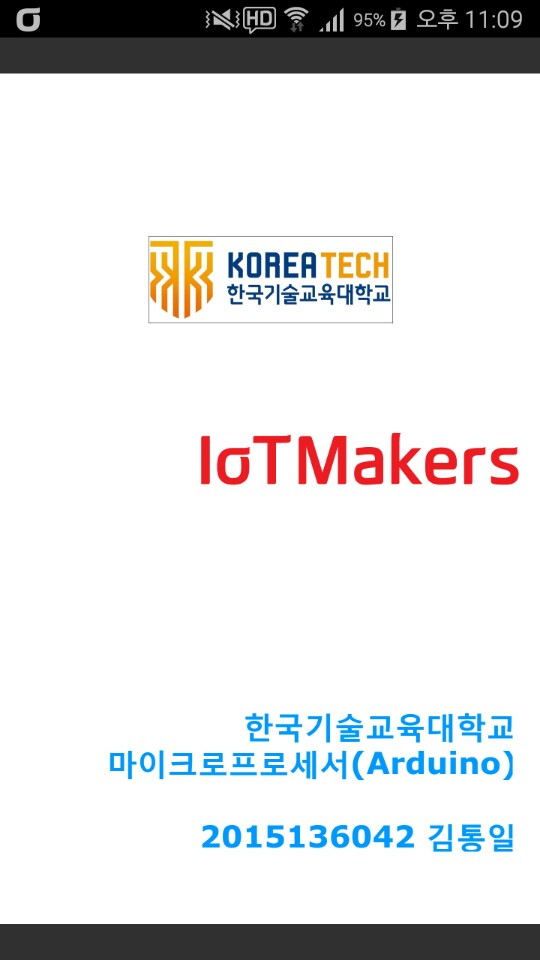 HD 95% 오후 11:09
KOREATECH
한국기술교육대학교
IoTMakers
한국기술교육대학교
마이크로프로세서(Arduino)
2015136042 김통일